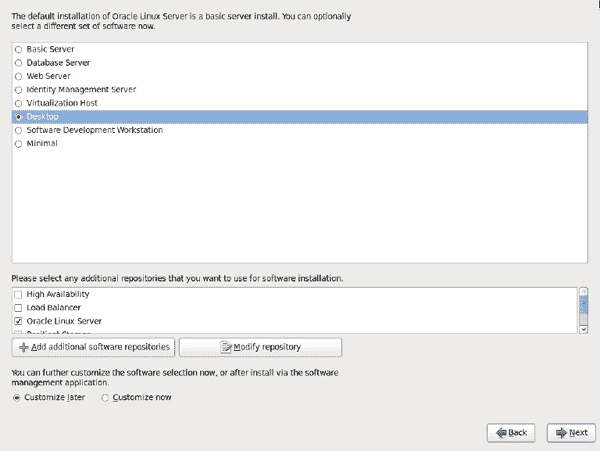 The default installation of Oracle Linux Server is a basic server install. You can optionally
select a different set of software now.
Basic Server
Database Server
Web Server
Identity Management Server
Virtualization Host
Desktop
Software Development Workstation
Minimal
Please select any additional repositories that you want to use for software installation.
High Availability
Load Balancer
Oracle Linux Server
Add additional software repositories
Modify repository
You can further customize the software selection now, or after install via the software
management application.
Customize later
Customize now
Back
Next